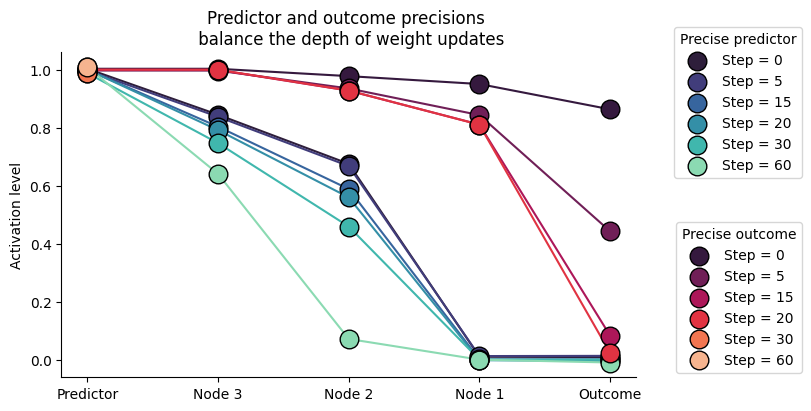 Predictor and outcome precisions
balance the depth of weight updates
Activation level
1.0
0.8
0.6
0.4
0.2
0.0
Predictor
Node 3
Node 2
Node 1
Outcome
Precise predictor
Step = 0
Step = 5
Step = 15
Step = 20
Step = 30
Step = 60
Precise outcome
Step = 0
Step = 5
Step = 15
Step = 20
Step = 30
Step = 60